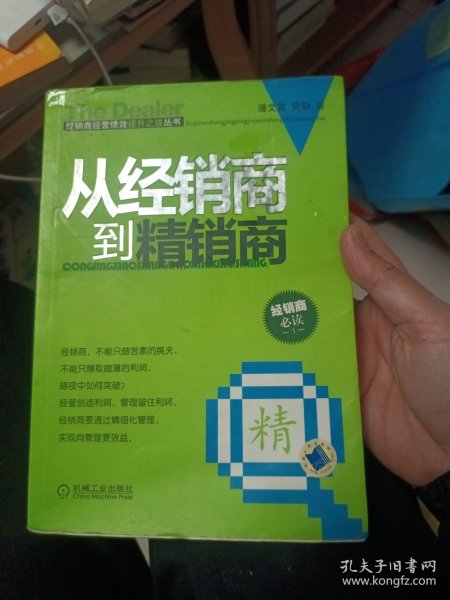 The Dealer
经销商经营绩效提升之道丛书
潘文富 黄静 著
从经销商
到精销商
CONGJINGXIAOSHANGDAOJINGXIAOSHANG
经销商
必读
1
经销商，不能只做苦累的挑夫，
不能只赚取微薄的利润，
暗夜中如何突破？
经营创造利润，管理留住利润。
经销商要通过精细化管理，
实现向管理要效益。
精
机械工业出版社
China Machine Press
孔夫子旧书网
www.kongfz.com